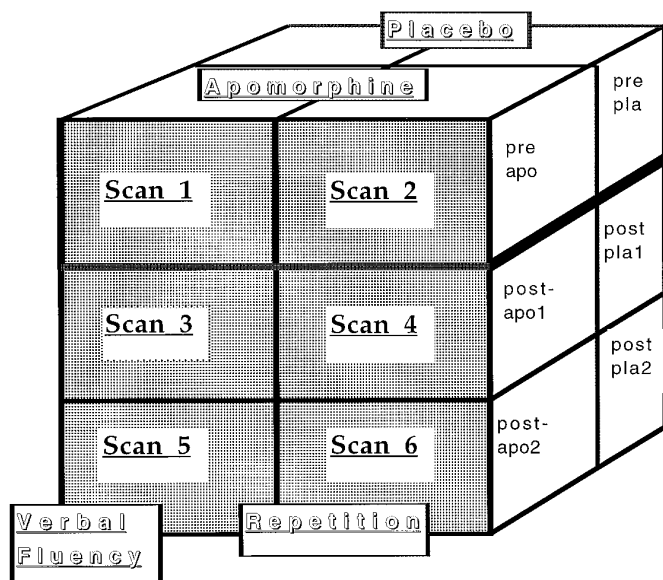 Placebo
Apomorphine
pre
pla
pre
apo
Scan 1
Scan 2
post
pla1
post-
apo1
Scan 3
Scan 4
post
pla2
post-
apo2
Scan 5
Scan 6
Verbal
Fluency
Repetition